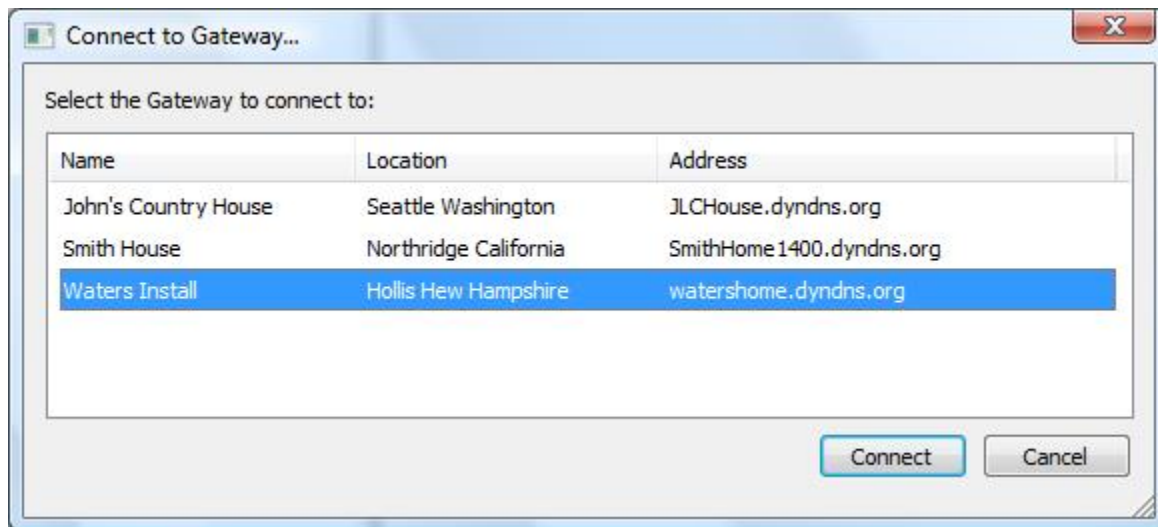 Connect to Gateway...
Select the Gateway to connect to:
Name Location Address
John's Country House Seattle Washington JLCHouse.dyndns.org
Smith House Northridge California SmithHome1400.dyndns.org
Waters Install Hollis Hew Hampshire watershome.dyndns.org
Connect Cancel